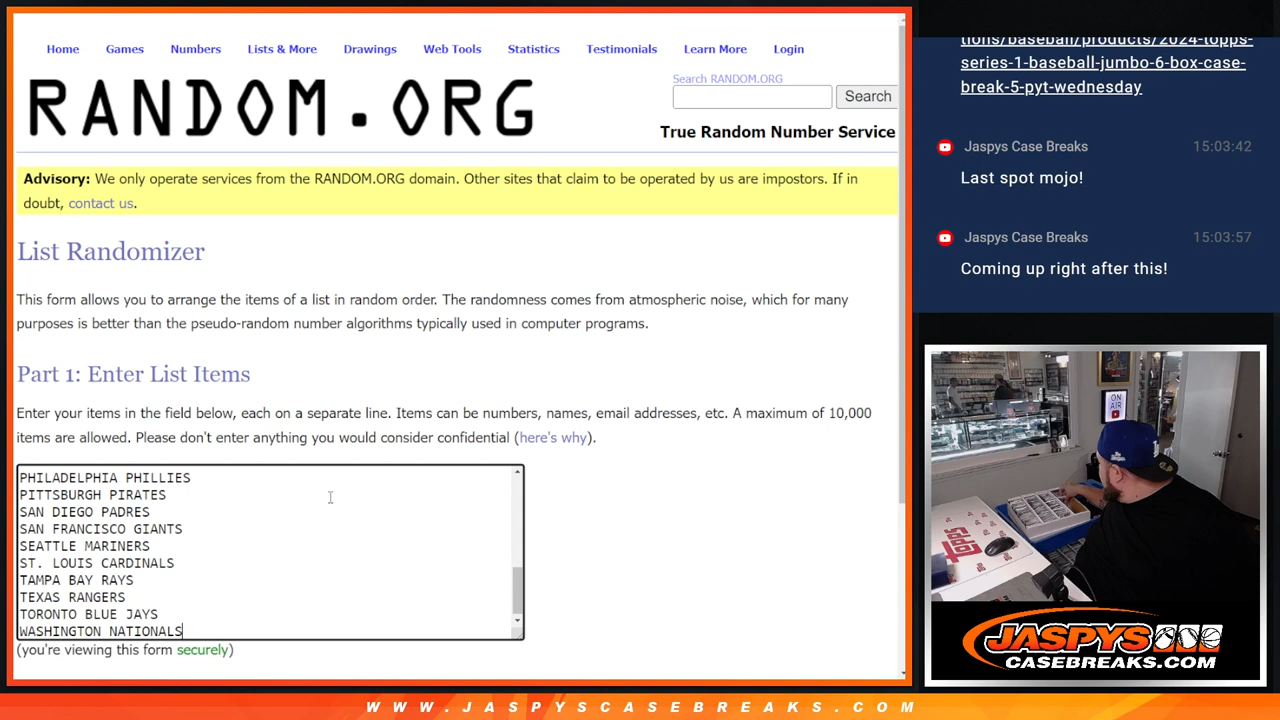 Home Games Numbers Lists & More Drawings Web Tools Statistics Testimonials Learn More Login
RANDOM.ORG
Search RANDOM.ORG
Search
True Random Number Service
Advisory: We only operate services from the RANDOM.ORG domain. Other sites that claim to be operated by us are impostors. If in
doubt, contact us.
List Randomizer
This form allows you to arrange the items of a list in random order. The randomness comes from atmospheric noise, which for many
purposes is better than the pseudo-random number algorithms typically used in computer programs.
Part 1: Enter List Items
Enter your items in the field below, each on a separate line. Items can be numbers, names, email addresses, etc. A maximum of 10,000
items are allowed. Please don't enter anything you would consider confidential (here's why).
PHILADELPHIA PHILLIES
PITTSBURGH PIRATES
SAN DIEGO PADRES
SAN FRANCISCO GIANTS
SEATTLE MARINERS
ST. LOUIS CARDINALS
TAMPA BAY RAYS
TEXAS RANGERS
TORONTO BLUE JAYS
WASHINGTON NATIONALS
(you're viewing this form securely)
tions/baseball/products/2024-topps-
series-1-baseball-jumbo-6-box-case-
break-5-pyt-wednesday
Jaspys Case Breaks 15:03:42
Last spot mojo!
Jaspys Case Breaks 15:03:57
Coming up right after this!
ON
AIR
topps
JASPYS
CASEBREAKS.COM
WWW.JASPYSCASEBREAKS.COM